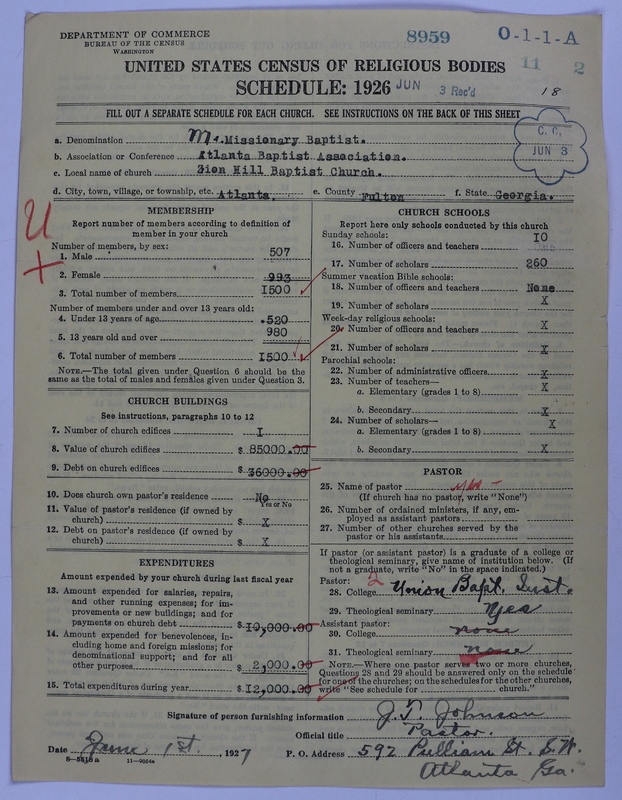 DEPARTMENT OF COMMERCE
BUREAU OF THE CENSUS
WASHINGTON
8959
O-1-1-A
11 2
UNITED STATES CENSUS OF RELIGIOUS BODIES
SCHEDULE: 1926
JUN 3 Rec'd
18
FILL OUT A SEPARATE SCHEDULE FOR EACH CHURCH. SEE INSTRUCTIONS ON THE BACK OF THIS SHEET
C. C.
JUN 3
a. Denomination Missionary Baptist.
b. Association or Conference Atlanta Baptist Association.
c. Local name of church Zion Hill Baptist Church.
d. City, town, village, or township, etc. Atlanta. e. County Fulton f. State Georgia.
MEMBERSHIP
Report number of members according to definition of
member in your church
Number of members, by sex:
1. Male 507
2. Female 993
3. Total number of members 1500
Number of members under and over 13 years old:
4. Under 13 years of age 520
5. 13 years old and over 980
6. Total number of members 1500
NOTE.—The total given under Question 6 should be
same as the total of males and females given under Question 3.
CHURCH BUILDINGS
See instructions, paragraphs 10 to 12
7. Number of church edifices I
8. Value of church edifices $ 85000.00
9. Debt on church edifices $ 36000.00
10. Does church own pastor's residence No
Yes or No
11. Value of pastor's residence (if owned by
church) $ X
12. Debt on pastor's residence (if owned by
church) $ X
EXPENDITURES
Amount expended by your church during last fiscal year
13. Amount expended for salaries, repairs,
and other running expenses; for im-
provements or new buildings; and for
payments on church debt $ 10,000.00
14. Amount expended for benevolences, in-
cluding home and foreign missions; for
denominational support; and for all
other purposes $ 2,000.00
15. Total expenditures during year $ 12,000.00
CHURCH SCHOOLS
Report here only schools conducted by this church
Sunday schools:
16. Number of officers and teachers 10
17. Number of scholars 260
Summer vacation Bible schools:
18. Number of officers and teachers None
19. Number of scholars X
Week-day religious schools:
20. Number of officers and teachers X
21. Number of scholars X
Parochial schools:
22. Number of administrative officers X
23. Number of teachers—
a. Elementary (grades 1 to 8) X
b. Secondary X
24. Number of scholars—
a. Elementary (grades 1 to 8) X
b. Secondary X
PASTOR
25. Name of pastor
(If church has no pastor, write "None")
26. Number of ordained ministers, if any, em-
ployed as assistant pastors
27. Number of other churches served by the
pastor or his assistants
If pastor (or assistant pastor) is a graduate of a college or
theological seminary, give name of institution below. (If
not a graduate, write "No" in the space indicated.)
Pastor: 2
28. College Union Bapt. Inst.
29. Theological seminary Yes
Assistant pastor:
30. College none
31. Theological seminary none
NOTE.—Where one pastor serves two or more churches,
Questions 28 and 29 should be answered only on the schedule
for one of the churches; on the schedules for the other churches,
write "See schedule for church."
Signature of person furnishing information J. T. Johnson
Official title Pastor.
Date June 1st. , 1927 P. O. Address 592 Pulliam St. S.W.
8—5515a 11—9064a
Atlanta Ga.
U
+